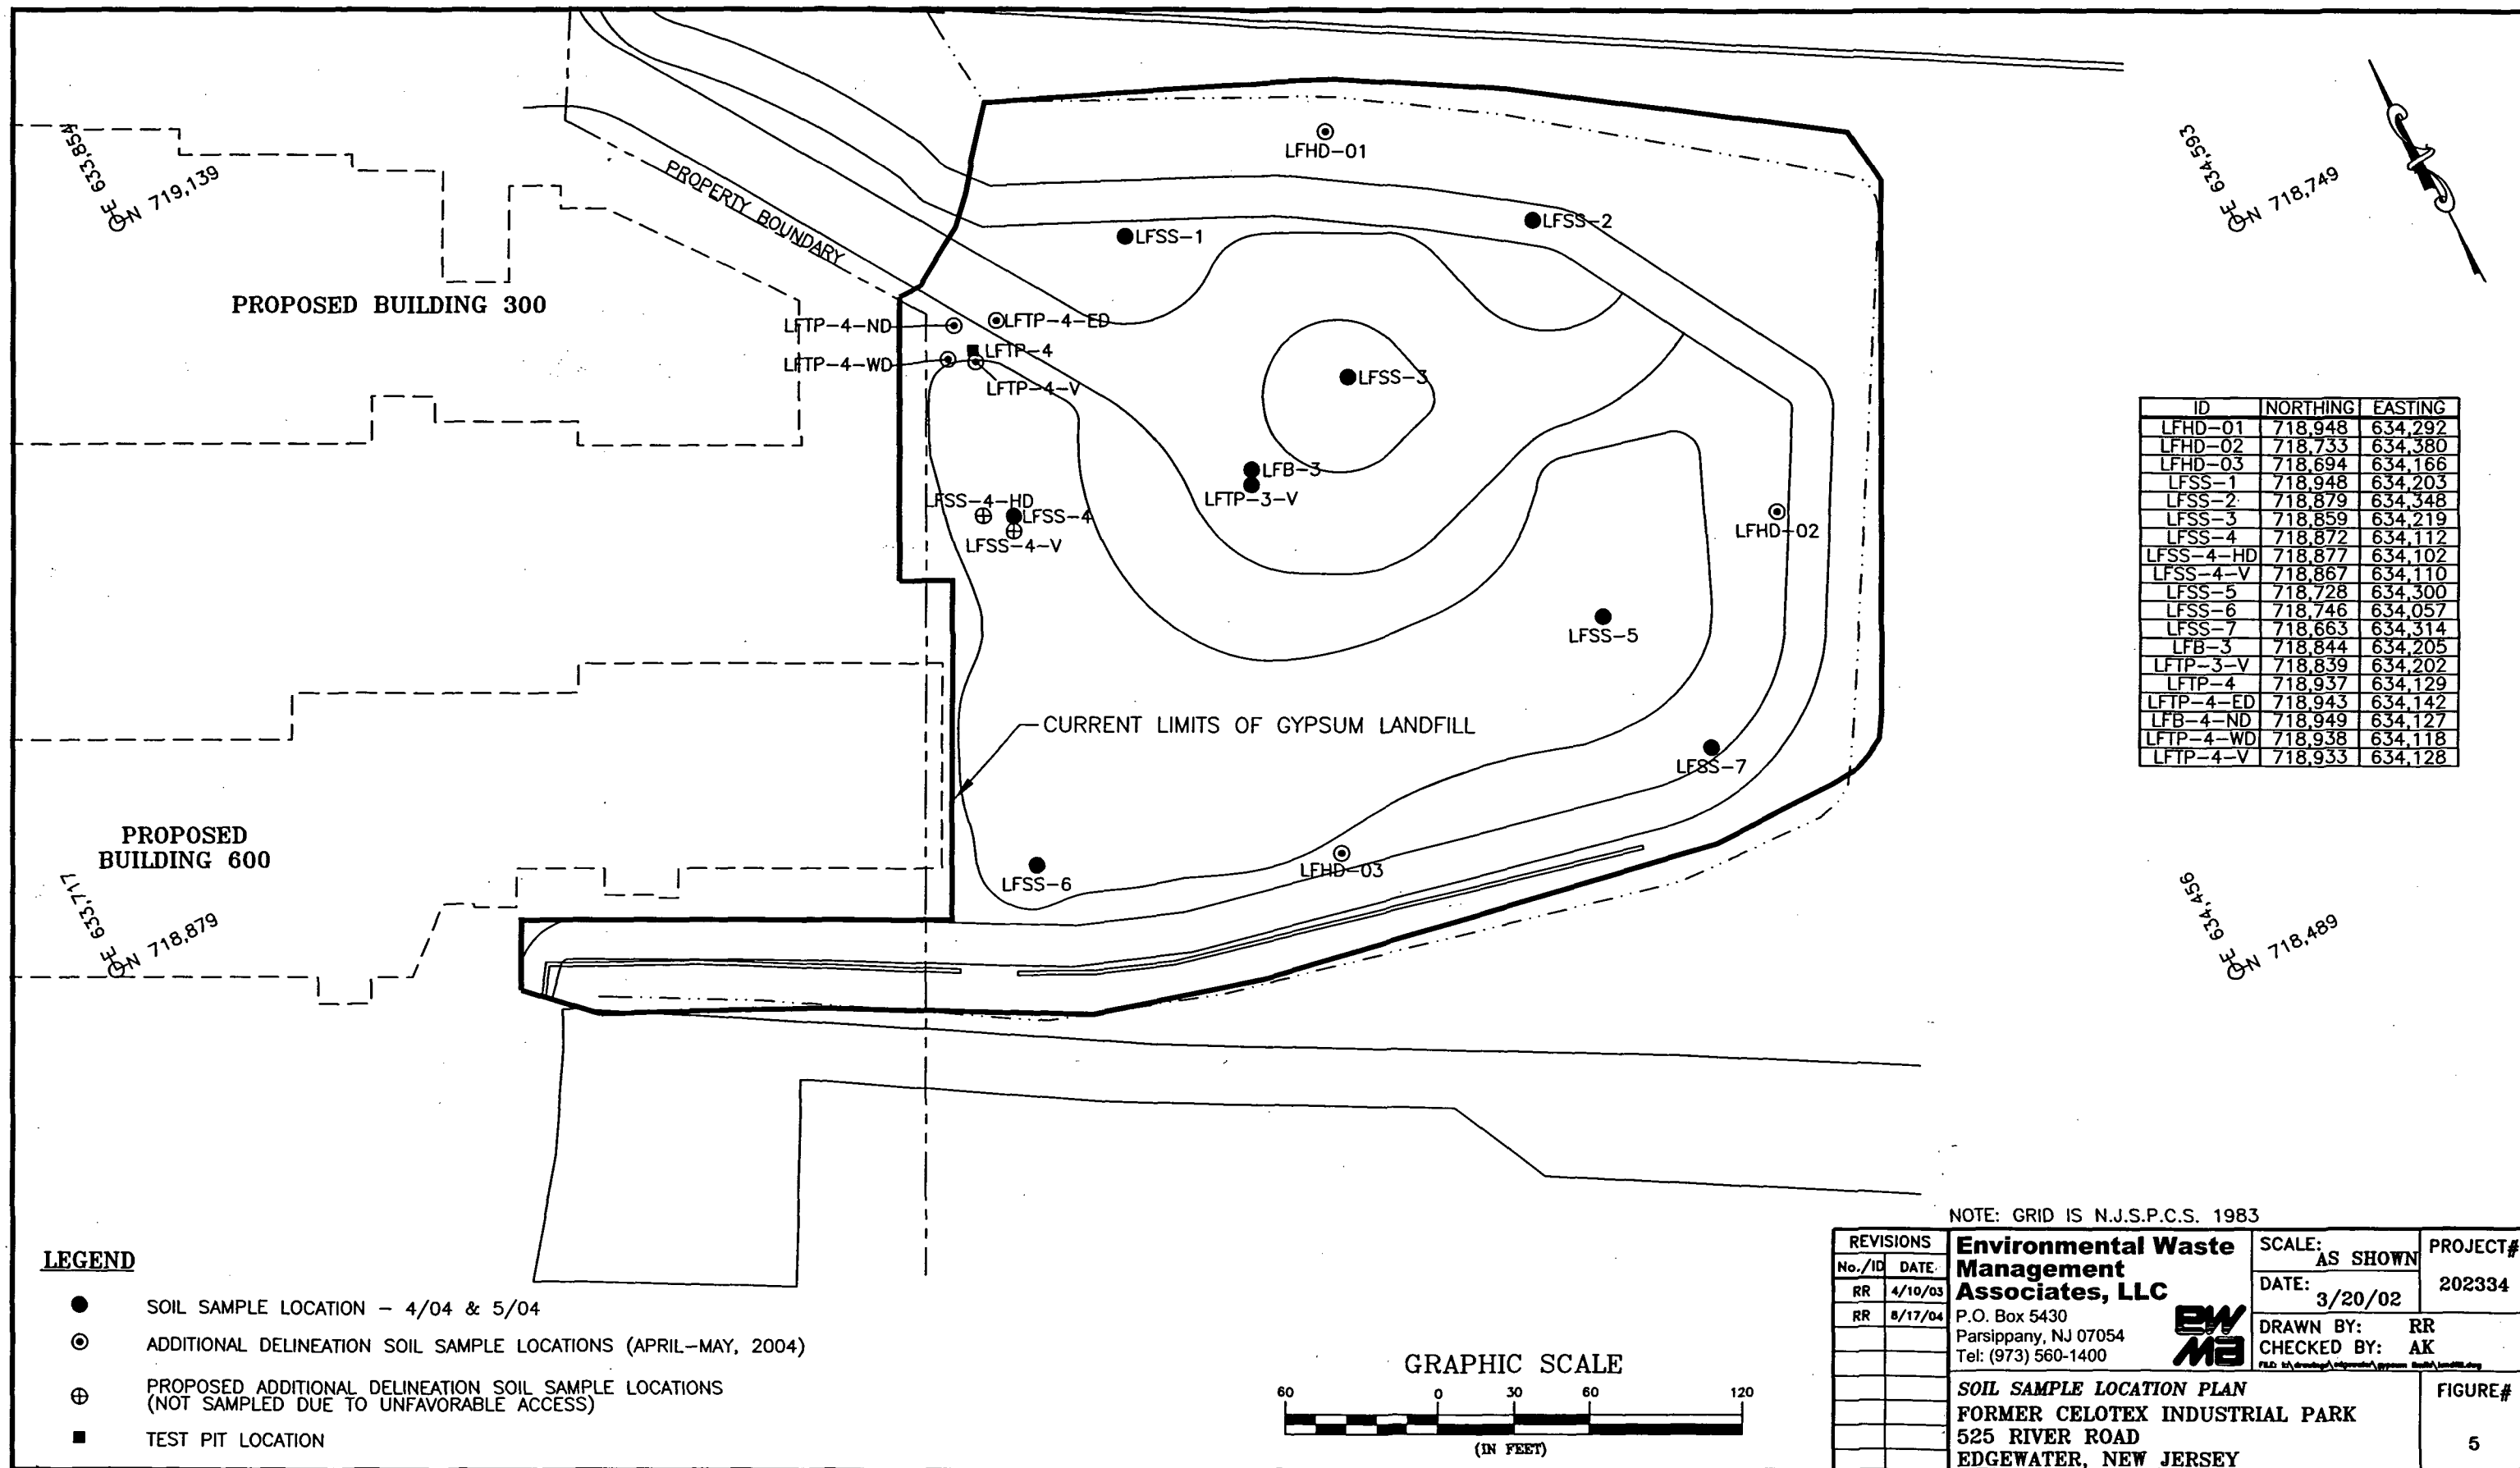 E 633,854
N 719,139
PROPOSED BUILDING 300
PROPERTY BOUNDARY
LFHD-01
LFSS-1
LFSS-2
LFTP-4-ND
LFTP-4-ED
LFTP-4
LFTP-4-WD
LFTP-4-V
LFSS-3
LFB-3
LFTP-3-V
LFSS-4-HD
LFSS-4
LFSS-4-V
LFHD-02
LFSS-5
CURRENT LIMITS OF GYPSUM LANDFILL
LFSS-7
LFHD-03
LFSS-6
PROPOSED
BUILDING 600
E 633,717
N 718,879
E 634,593
N 718,749
E 634,456
N 718,489
ID NORTHING EASTING
LFHD-01 718,948 634,292
LFHD-02 718,733 634,380
LFHD-03 718,694 634,166
LFSS-1 718,948 634,203
LFSS-2 718,879 634,348
LFSS-3 718,859 634,219
LFSS-4 718,872 634,112
LFSS-4-HD 718,877 634,102
LFSS-4-V 718,867 634,110
LFSS-5 718,728 634,300
LFSS-6 718,746 634,057
LFSS-7 718,663 634,314
LFB-3 718,844 634,205
LFTP-3-V 718,839 634,202
LFTP-4 718,937 634,129
LFTP-4-ED 718,943 634,142
LFB-4-ND 718,949 634,127
LFTP-4-WD 718,938 634,118
LFTP-4-V 718,933 634,128
LEGEND
SOIL SAMPLE LOCATION - 4/04 & 5/04
ADDITIONAL DELINEATION SOIL SAMPLE LOCATIONS (APRIL-MAY, 2004)
PROPOSED ADDITIONAL DELINEATION SOIL SAMPLE LOCATIONS
(NOT SAMPLED DUE TO UNFAVORABLE ACCESS)
TEST PIT LOCATION
GRAPHIC SCALE
60 0 30 60 120
(IN FEET)
NOTE: GRID IS N.J.S.P.C.S. 1983
REVISIONS
No./ID DATE
RR 4/10/03
RR 8/17/04
Environmental Waste
Management
Associates, LLC
P.O. Box 5430
Parsippany, NJ 07054
Tel: (973) 560-1400
EWMA
SCALE: AS SHOWN
DATE: 3/20/02
DRAWN BY: RR
CHECKED BY: AK
PROJECT#
202334
SOIL SAMPLE LOCATION PLAN
FORMER CELOTEX INDUSTRIAL PARK
525 RIVER ROAD
EDGEWATER, NEW JERSEY
FIGURE#
5